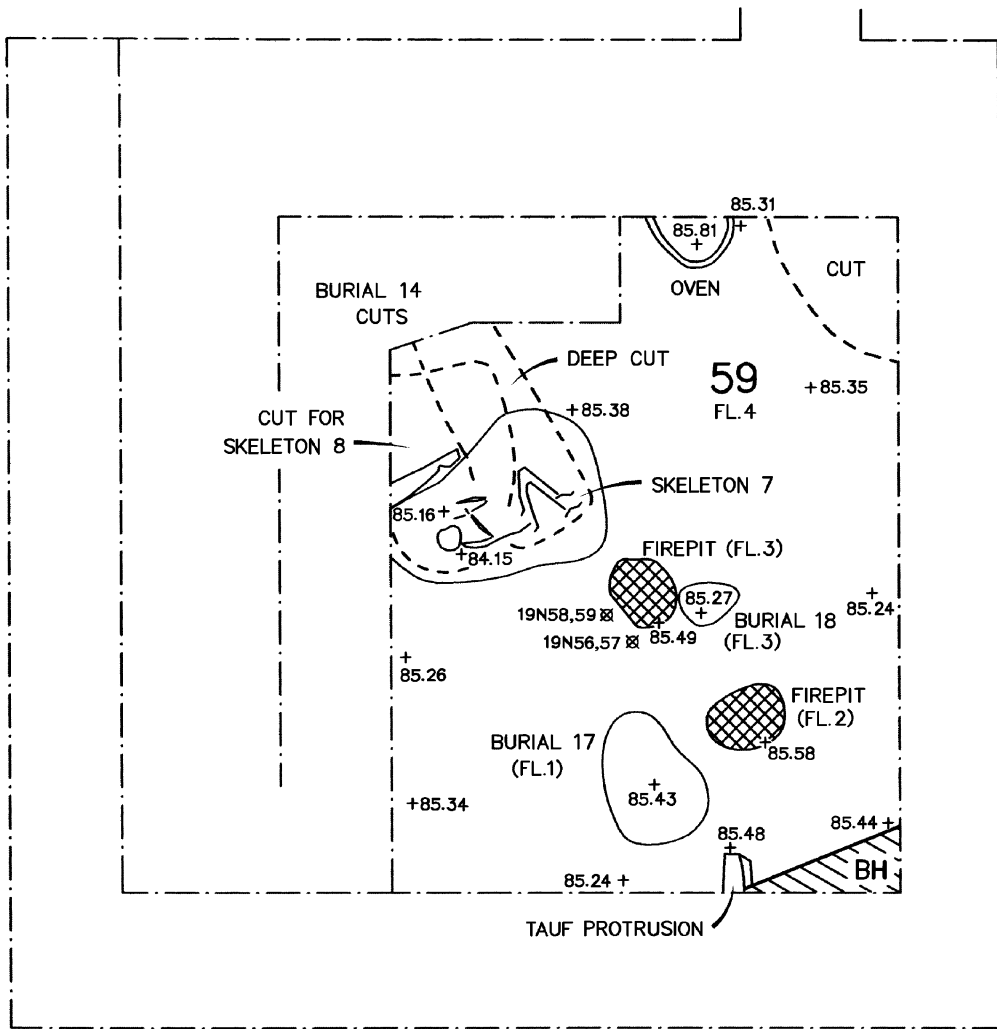 85.31
85.81
OVEN
CUT
BURIAL 14
CUTS
DEEP CUT
59
FL.4
+85.35
+85.38
CUT FOR
SKELETON 8
SKELETON 7
85.16+
+84.15
FIREPIT (FL.3)
85.27
BURIAL 18
(FL.3)
85.24
19N58,59
19N56,57
85.49
85.26
FIREPIT
(FL.2)
85.58
BURIAL 17
(FL.1)
85.43
+85.34
85.48
85.44+
BH
85.24+
TAUF PROTRUSION